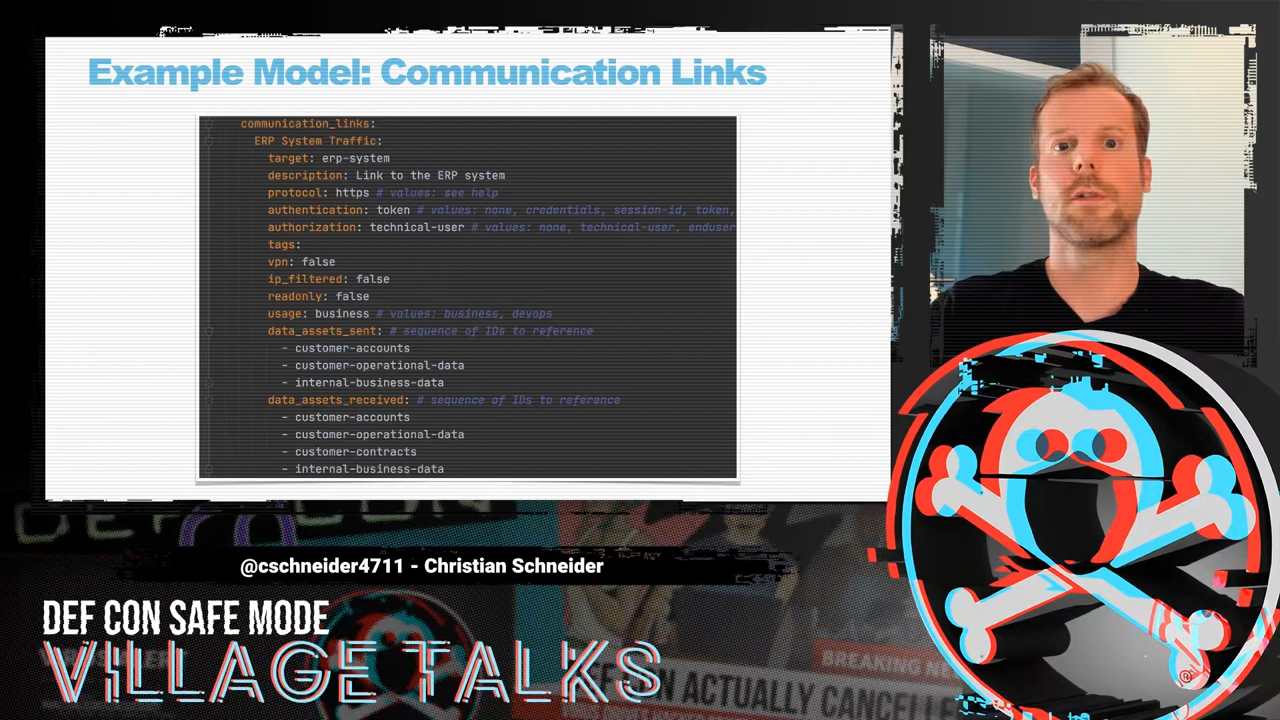 Example Model: Communication Links
communication_links:
ERP System Traffic:
target: erp-system
description: Link to the ERP system
protocol: https # values: see help
authentication: token # values: none, credentials, session-id, token,
authorization: technical-user # values: none, technical-user, enduser
tags:
vpn: false
ip_filtered: false
readonly: false
usage: business # values: business, devops
data_assets_sent: # sequence of IDs to reference
- customer-accounts
- customer-operational-data
- internal-business-data
data_assets_received: # sequence of IDs to reference
- customer-accounts
- customer-operational-data
- customer-contracts
- internal-business-data
DEF CON
@cschneider4711 - Christian Schneider
DEF CON SAFE MODE
VILLAGE TALKS
BREAKING NE
EF CON ACTUALLY CANCELLE
®